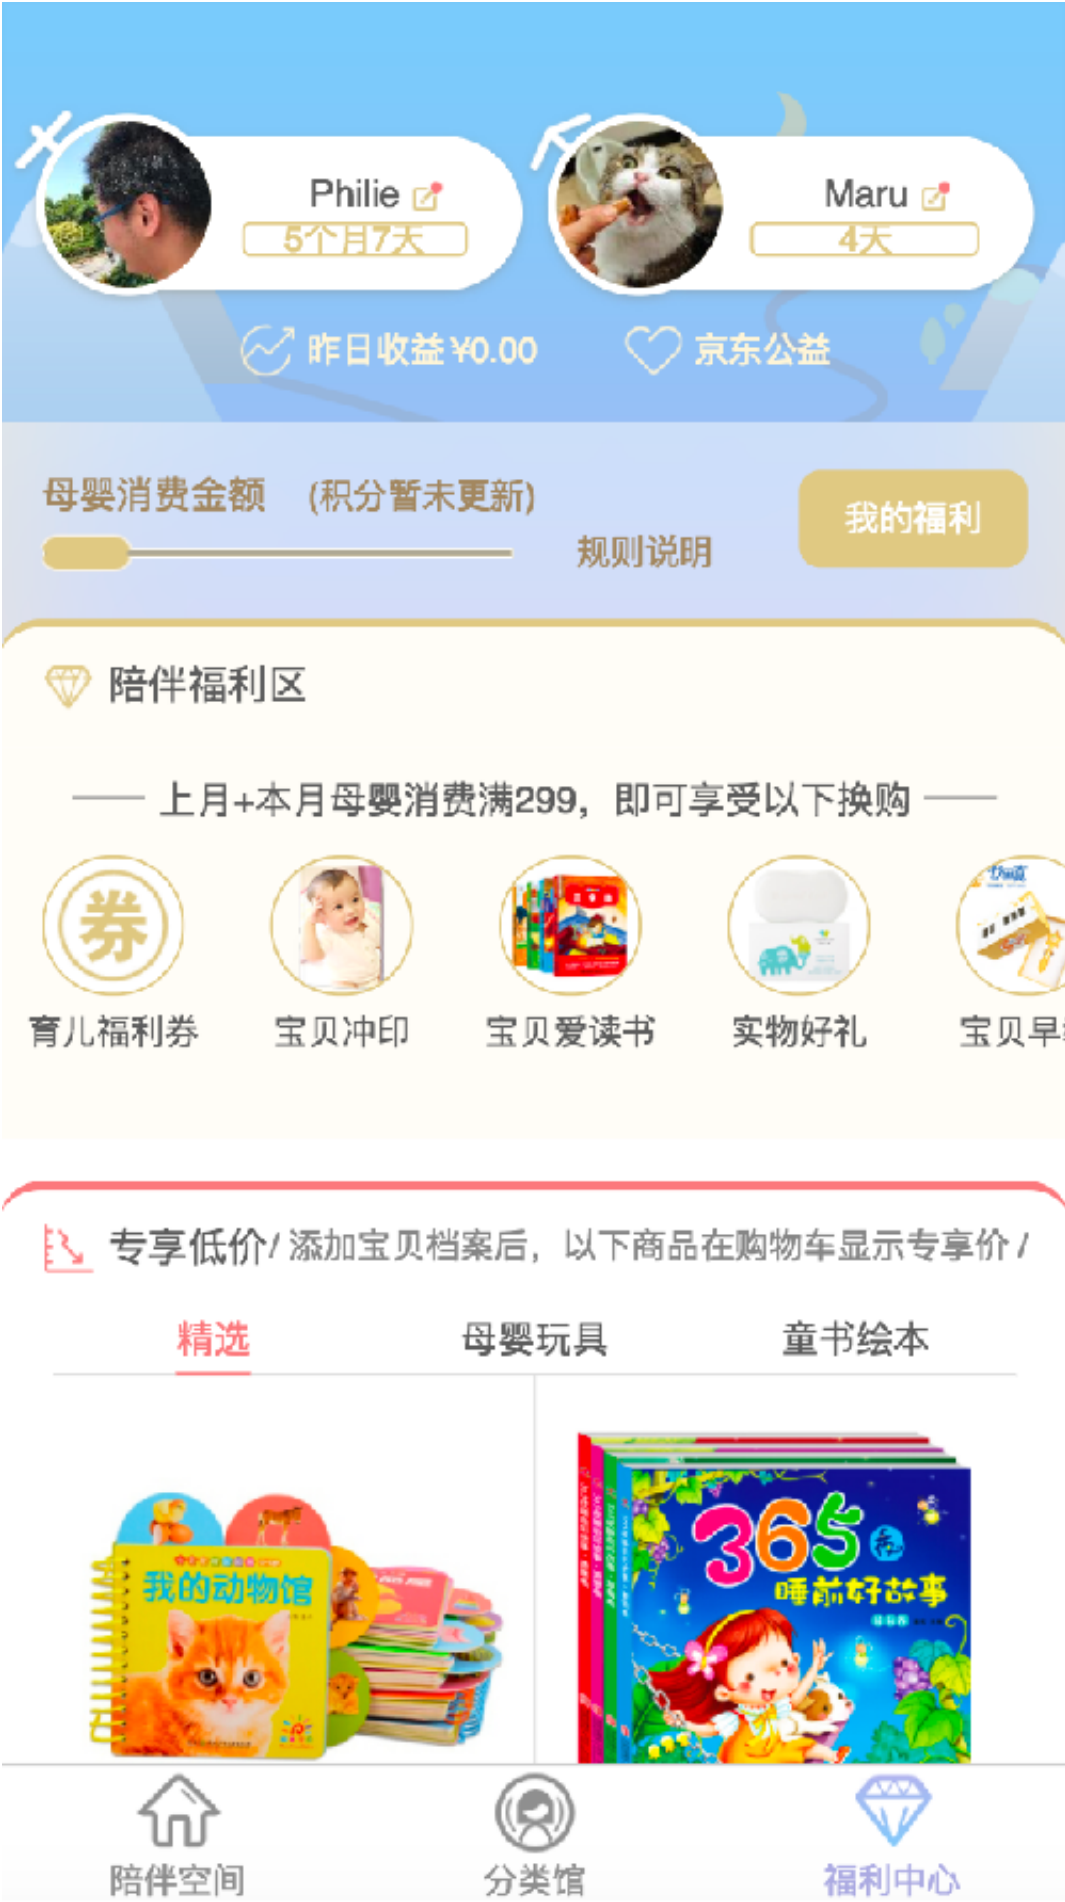 Philie
5个月7天
Maru
4天
昨日收益 ¥0.00
京东公益
母婴消费金额 (积分暂未更新)
规则说明
我的福利
陪伴福利区
上月+本月母婴消费满299，即可享受以下换购
券
育儿福利券
宝贝冲印
宝贝爱读书
实物好礼
宝贝早
专享低价/ 添加宝贝档案后，以下商品在购物车显示专享价 /
精选
母婴玩具
童书绘本
我的动物馆
365夜
睡前好故事
陪伴空间
分类馆
福利中心